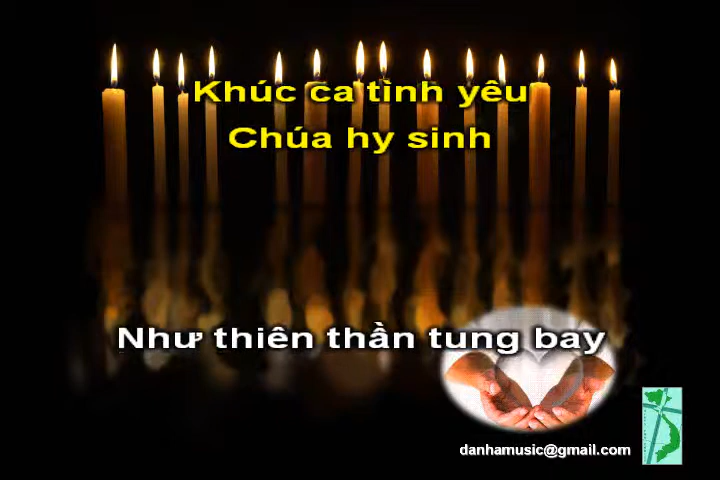 Khúc ca tình yêu
Chúa hy sinh
Như thiên thần tung bay
danhamusic@gmail.com